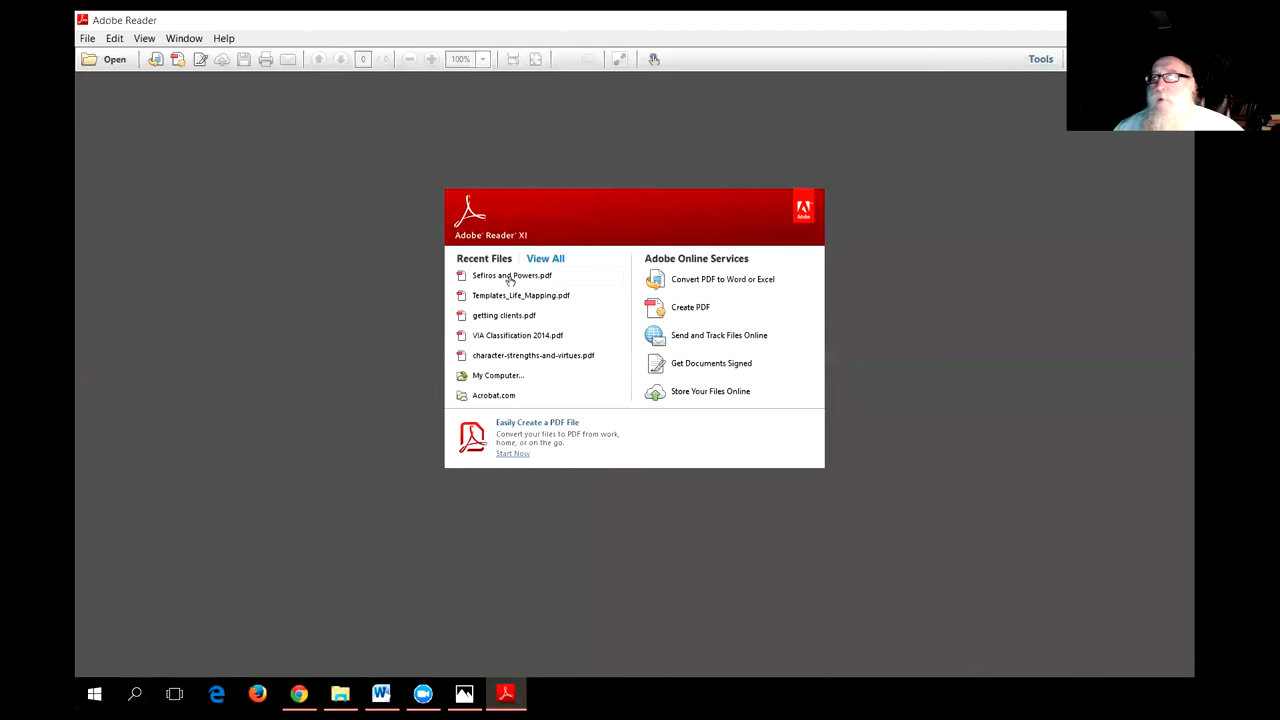 Adobe Reader
File Edit View Window Help
Open 0 / 0 100% Tools
Adobe
Adobe® Reader® XI
Recent Files View All
Sefiros and Powers.pdf
Templates_Life_Mapping.pdf
getting clients.pdf
VIA Classification 2014.pdf
character-strengths-and-virtues.pdf
My Computer...
Acrobat.com
Adobe Online Services
Convert PDF to Word or Excel
Create PDF
Send and Track Files Online
Get Documents Signed
Store Your Files Online
Easily Create a PDF File
Convert your files to PDF from work,
home, or on the go.
Start Now